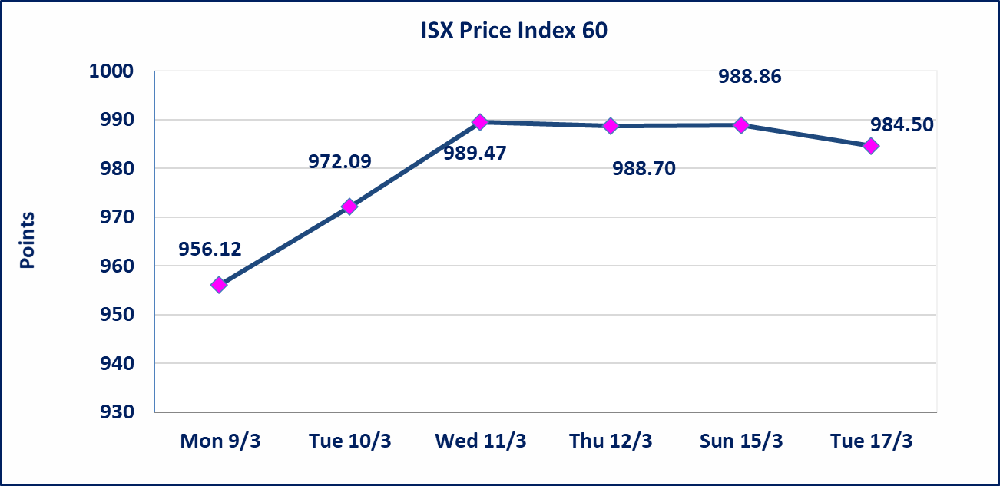 ISX Price Index 60
Points
1000
990
980
970
960
950
940
930
956.12
972.09
989.47
988.70
988.86
984.50
Mon 9/3
Tue 10/3
Wed 11/3
Thu 12/3
Sun 15/3
Tue 17/3